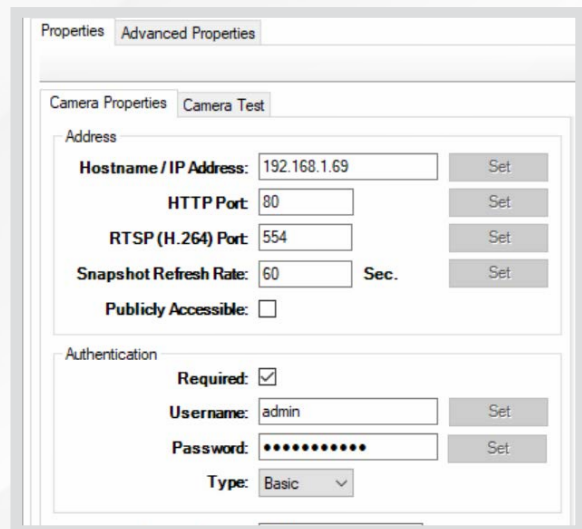 Properties Advanced Properties
Camera Properties Camera Test
Address
Hostname / IP Address: 192.168.1.69 Set
HTTP Port: 80 Set
RTSP (H.264) Port: 554 Set
Snapshot Refresh Rate: 60 Sec. Set
Publicly Accessible:
Authentication
Required:
Username: admin Set
Password: ●●●●●●●●●●● Set
Type: Basic